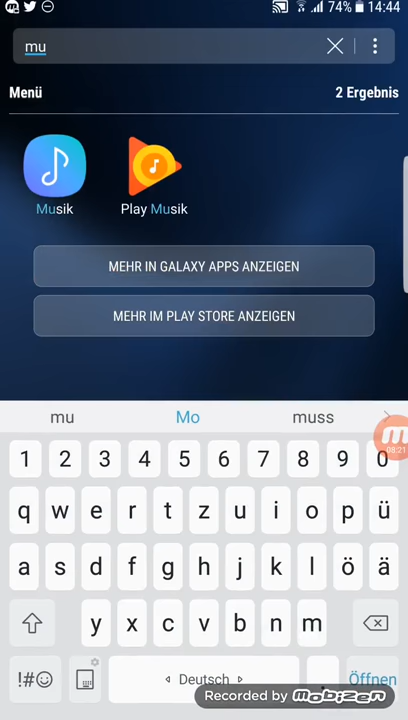 74% 14:44
mu
Menü 2 Ergebnis
Musik Play Musik
MEHR IN GALAXY APPS ANZEIGEN
MEHR IM PLAY STORE ANZEIGEN
mu Mo muss
08:21
1 2 3 4 5 6 7 8 9 0
q w e r t z u i o p ü
a s d f g h j k l ö ä
y x c v b n m
!#☺ Deutsch Öffnen
Recorded by mobizen